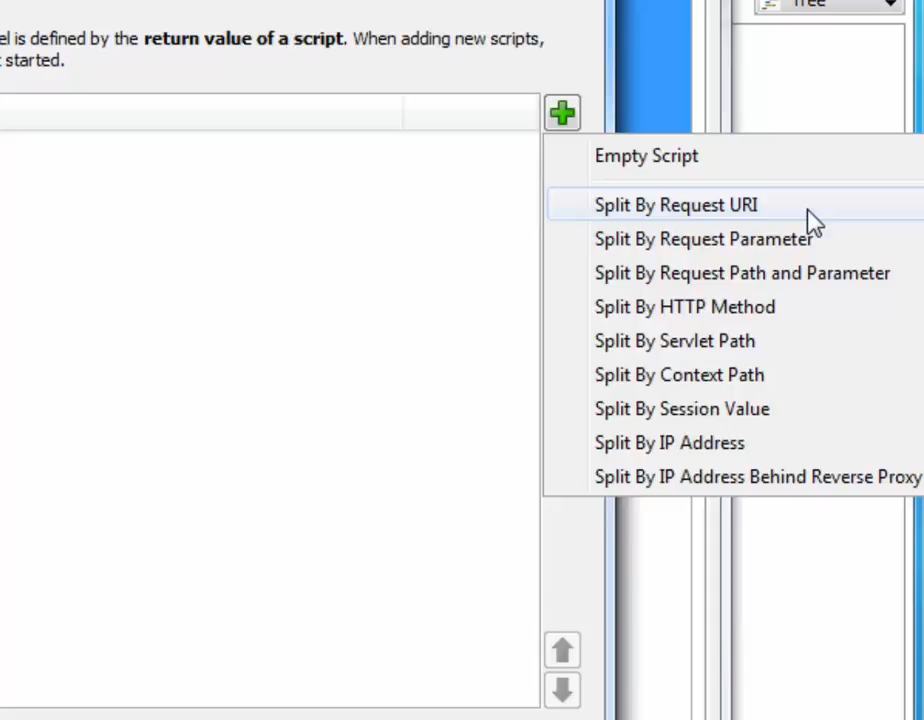 Tree
el is defined by the return value of a script. When adding new scripts,
started.
Empty Script
Split By Request URI
Split By Request Parameter
Split By Request Path and Parameter
Split By HTTP Method
Split By Servlet Path
Split By Context Path
Split By Session Value
Split By IP Address
Split By IP Address Behind Reverse Proxy